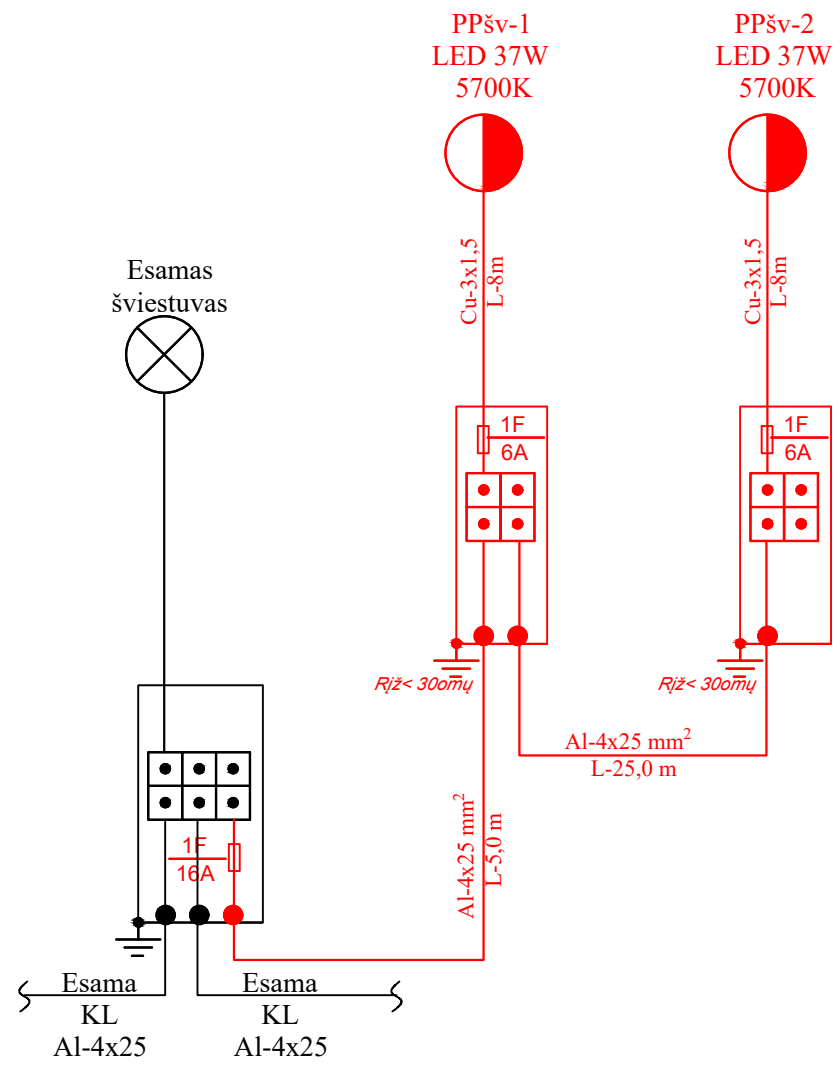 PPšv-1
LED 37W
5700K
PPšv-2
LED 37W
5700K
Cu-3x1,5
L-8m
Cu-3x1,5
L-8m
Esamas
šviestuvas
1F
6A
1F
6A
Rįž< 30omų
Rįž< 30omų
Al-4x25 mm²
L-25,0 m
Al-4x25 mm²
L-5,0 m
1F
16A
Esama
KL
Al-4x25
Esama
KL
Al-4x25